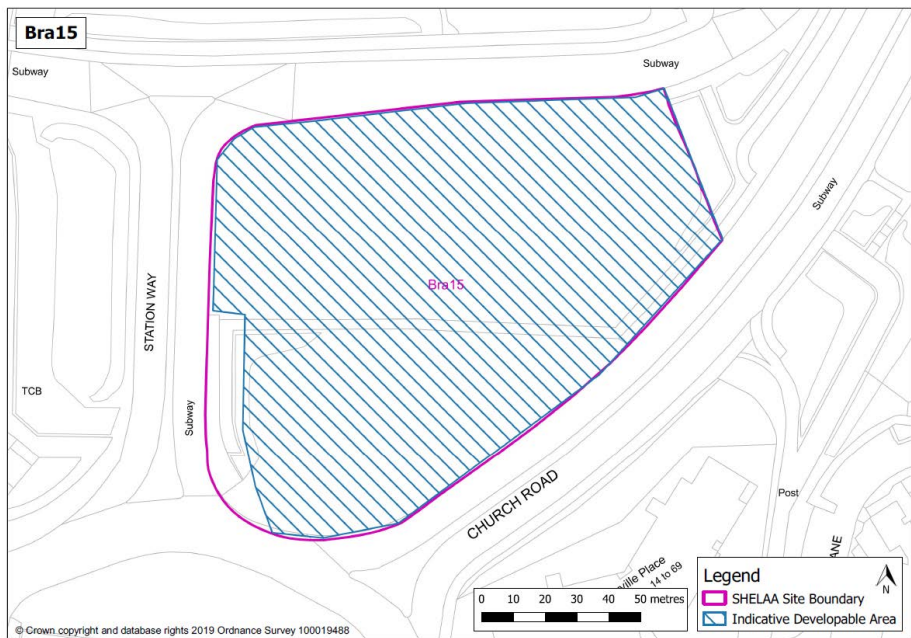 Bra15
Subway
Subway
Subway
STATION WAY
Bra15
TCB
Subway
CHURCH ROAD
Post
ville Place
14 to 69
ANE
0 10 20 30 40 50 metres
Legend
N
SHELAA Site Boundary
Indicative Developable Area
© Crown copyright and database rights 2019 Ordnance Survey 100019488